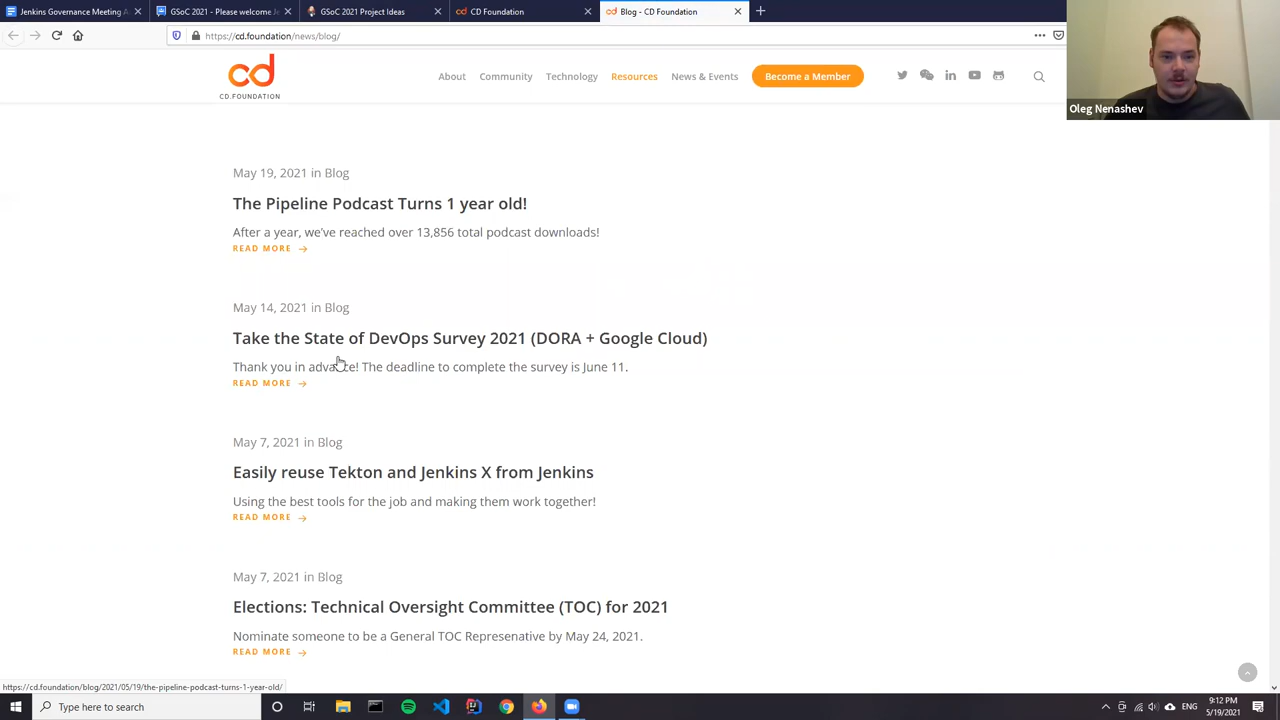 Jenkins Governance Meeting A
GSoC 2021 - Please welcome J
GSoC 2021 Project Ideas
CD Foundation
Blog - CD Foundation
https://cd.foundation/news/blog/
Oleg Nenashev
cd
CD.FOUNDATION
About
Community
Technology
Resources
News & Events
Become a Member
May 19, 2021 in Blog
The Pipeline Podcast Turns 1 year old!
After a year, we've reached over 13,856 total podcast downloads!
READ MORE →
May 14, 2021 in Blog
Take the State of DevOps Survey 2021 (DORA + Google Cloud)
Thank you in advance! The deadline to complete the survey is June 11.
READ MORE →
May 7, 2021 in Blog
Easily reuse Tekton and Jenkins X from Jenkins
Using the best tools for the job and making them work together!
READ MORE →
May 7, 2021 in Blog
Elections: Technical Oversight Committee (TOC) for 2021
Nominate someone to be a General TOC Represenative by May 24, 2021.
READ MORE →
https://cd.foundation/blog/2021/05/19/the-pipeline-podcast-turns-1-year-old/
Type here to search
ENG
9:12 PM
5/19/2021